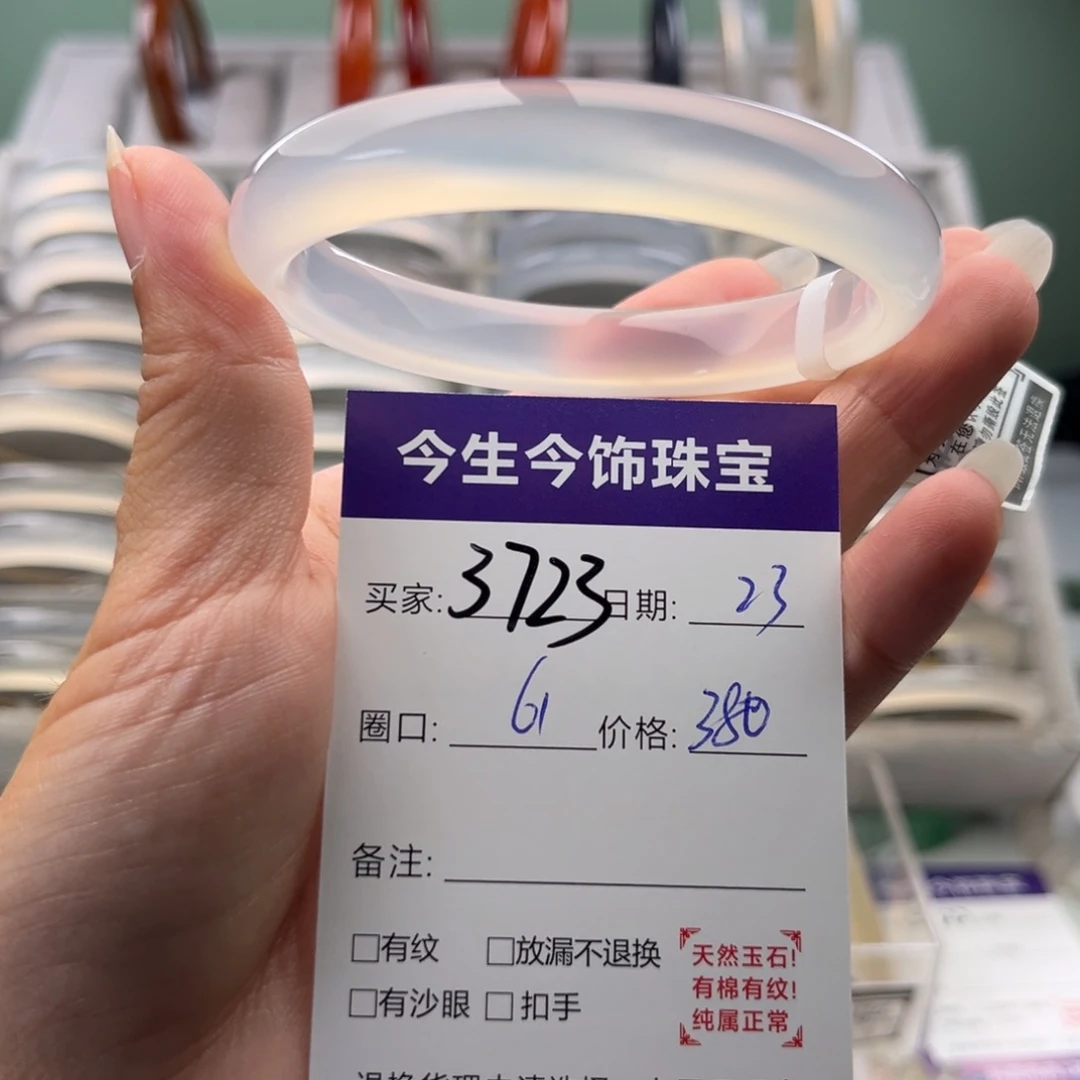 今生今饰珠宝
买家: 3723 日期: 23
圈口: 61 价格: 380
备注:
□有纹 □放漏不退换
□有沙眼 □扣手
天然玉石!
有棉有纹!
纯属正常